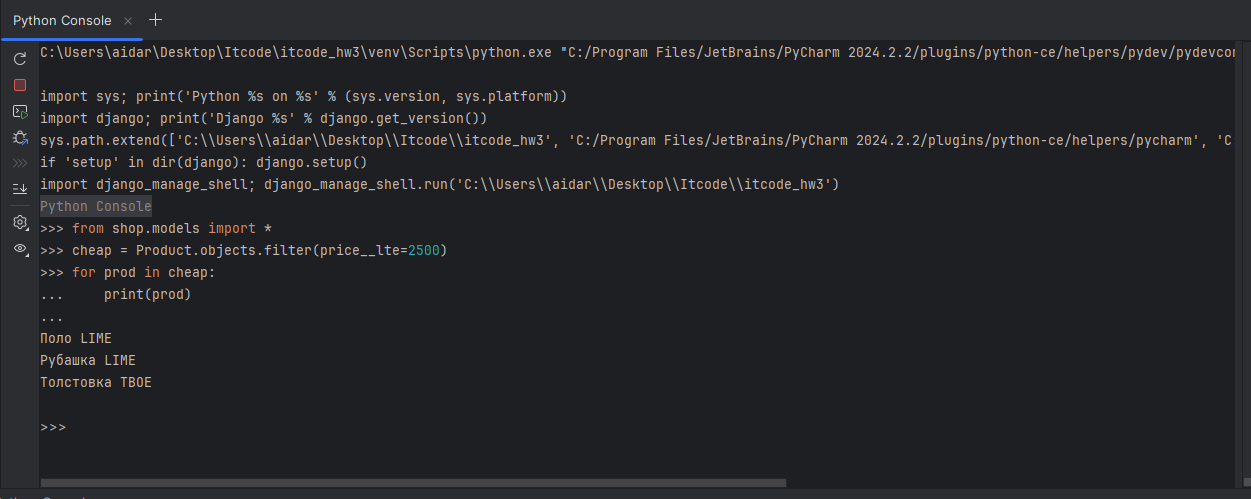 Python Console
C:\Users\aidar\Desktop\Itcode\itcode_hw3\venv\Scripts\python.exe "C:/Program Files/JetBrains/PyCharm 2024.2.2/plugins/python-ce/helpers/pydev/pydevcon
import sys; print('Python %s on %s' % (sys.version, sys.platform))
import django; print('Django %s' % django.get_version())
sys.path.extend(['C:\\Users\\aidar\\Desktop\\Itcode\\itcode_hw3', 'C:/Program Files/JetBrains/PyCharm 2024.2.2/plugins/python-ce/helpers/pycharm', 'C
if 'setup' in dir(django): django.setup()
import django_manage_shell; django_manage_shell.run('C:\\Users\\aidar\\Desktop\\Itcode\\itcode_hw3')
Python Console
>>> from shop.models import *
>>> cheap = Product.objects.filter(price__lte=2500)
>>> for prod in cheap:
...     print(prod)
...
Поло LIME
Рубашка LIME
Толстовка ТВОЕ
>>>